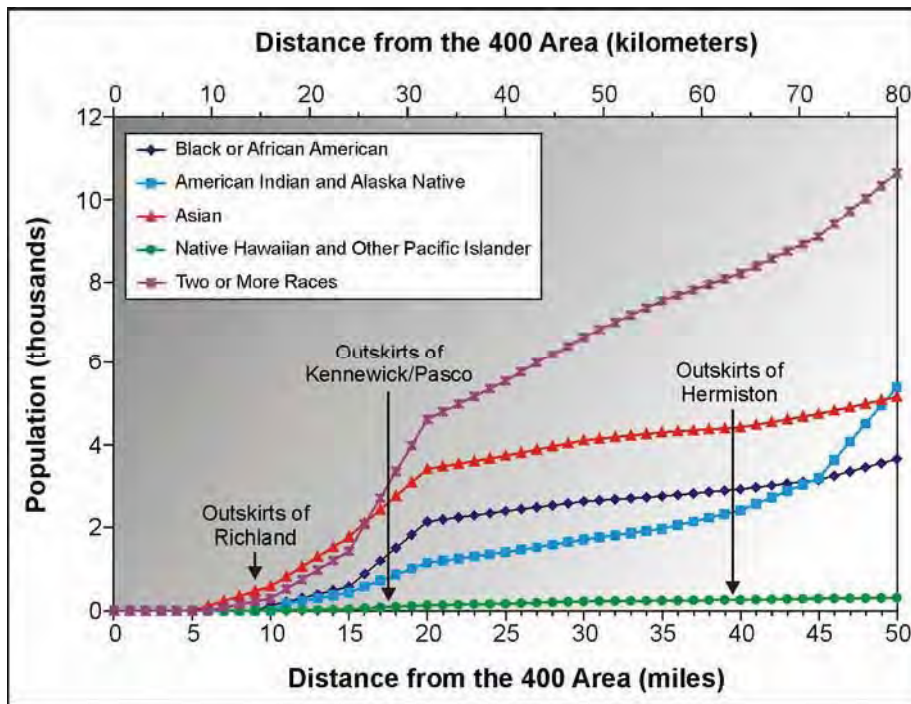 Distance from the 400 Area (kilometers)
0 10 20 30 40 50 60 70 80
12
10
8
6
4
2
0
Population (thousands)
Black or African American
American Indian and Alaska Native
Asian
Native Hawaiian and Other Pacific Islander
Two or More Races
Outskirts of
Kennewick/Pasco
Outskirts of
Hermiston
Outskirts of
Richland
0 5 10 15 20 25 30 35 40 45 50
Distance from the 400 Area (miles)